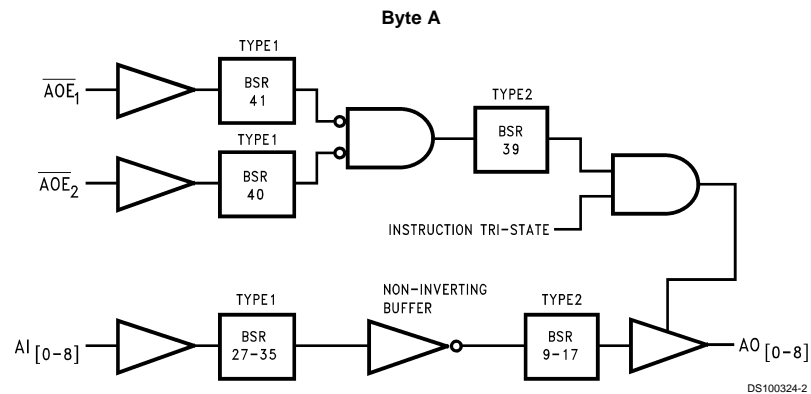 Byte A
TYPE1
AOE1
BSR
41
TYPE2
BSR
39
TYPE1
AOE2
BSR
40
INSTRUCTION TRI-STATE
NON-INVERTING
BUFFER
TYPE1
TYPE2
AI [0-8]
BSR
27-35
BSR
9-17
AO [0-8]
DS100324-2